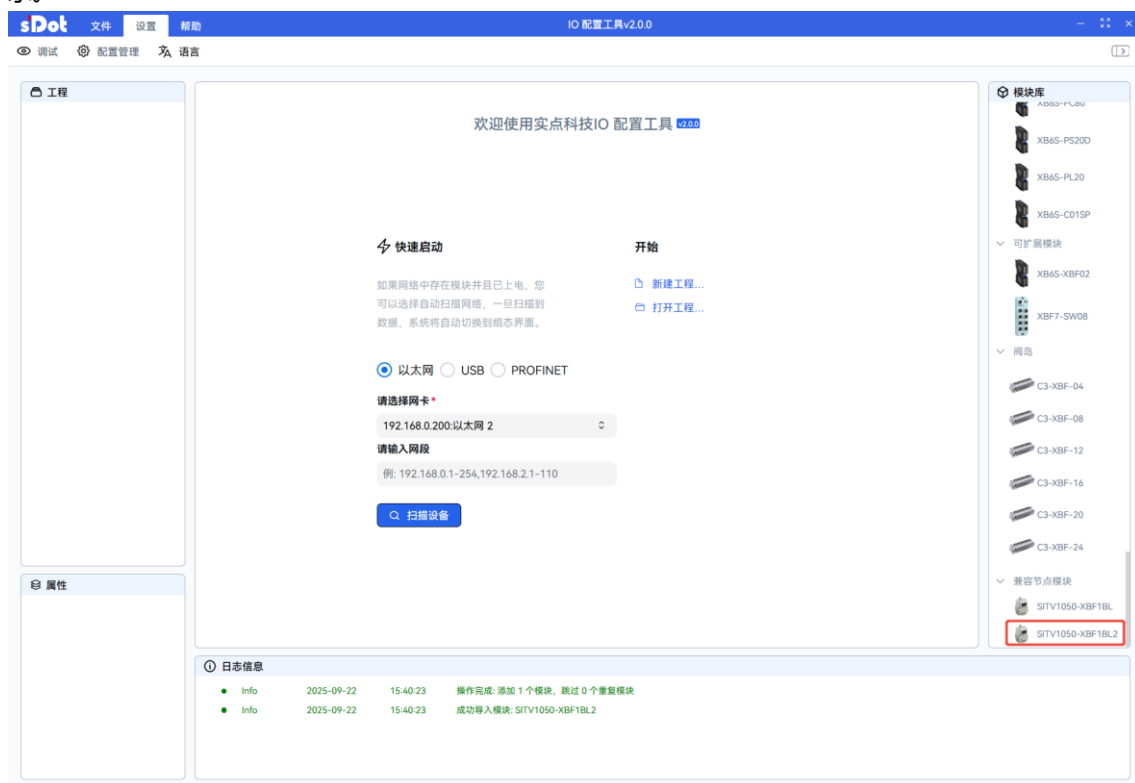 sDot 文件 设置 帮助 IO 配置工具v2.0.0
调试 配置管理 语言
工程
欢迎使用实点科技IO 配置工具 v2.0.0
快速启动
如果网络中存在模块并且已上电，您
可以选择自动扫描网络，一旦扫描到
数据，系统将自动切换到组态界面。
开始
新建工程...
打开工程...
以太网 USB PROFINET
请选择网卡*
192.168.0.200:以太网 2
请输入网段
例: 192.168.0.1-254,192.168.2.1-110
扫描设备
模块库
XB6S-PC80
XB6S-PS20D
XB6S-PL20
XB6S-C01SP
可扩展模块
XB6S-XBF02
XBF7-SW08
阀岛
C3-XBF-04
C3-XBF-08
C3-XBF-12
C3-XBF-16
C3-XBF-20
C3-XBF-24
兼容节点模块
SITV1050-XBF1BL
SITV1050-XBF1BL2
属性
日志信息
Info 2025-09-22 15:40:23 操作完成: 添加 1 个模块，跳过 0 个重复模块
Info 2025-09-22 15:40:23 成功导入模块: SITV1050-XBF1BL2